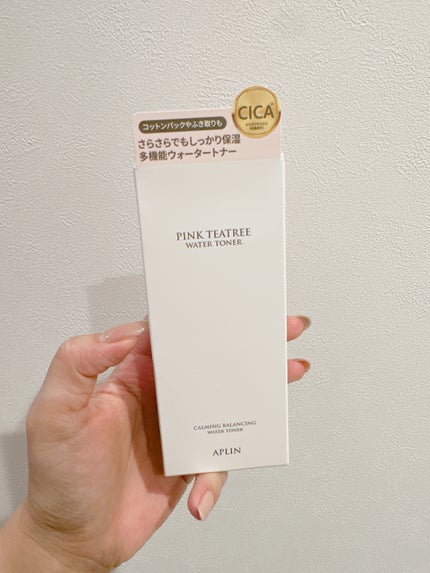 コットンパックやふき取りも
CICA
さらさらでもしっかり保湿
多機能ウォータートナー
PINK TEATREE
WATER TONER
CALMING BALANCING
WATER TONER
APLIN